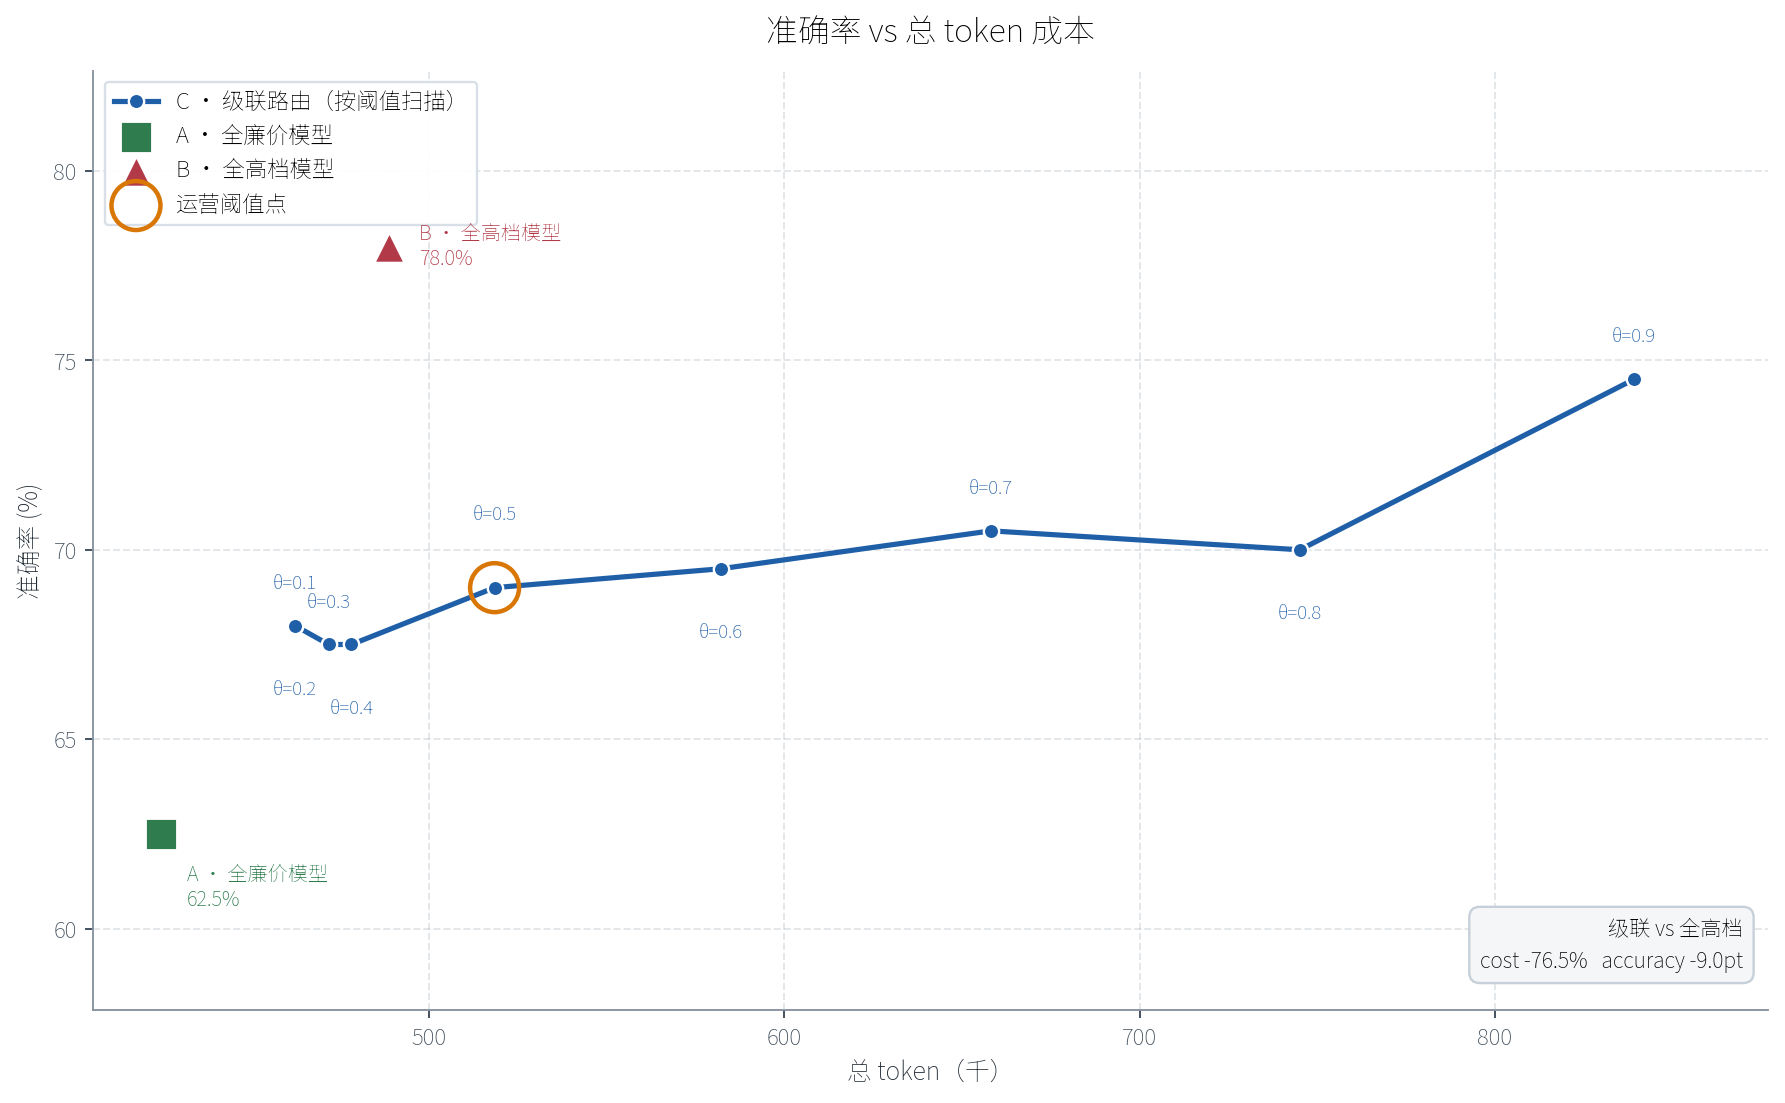 准确率 vs 总 token 成本
C · 级联路由（按阈值扫描）
A · 全廉价模型
B · 全高档模型
运营阈值点
B · 全高档模型
78.0%
θ=0.9
θ=0.7
θ=0.5
θ=0.1
θ=0.3
θ=0.6
θ=0.8
θ=0.2
θ=0.4
A · 全廉价模型
62.5%
级联 vs 全高档
cost -76.5% accuracy -9.0pt
准确率 (%)
80
75
70
65
60
500
600
700
800
总 token（千）